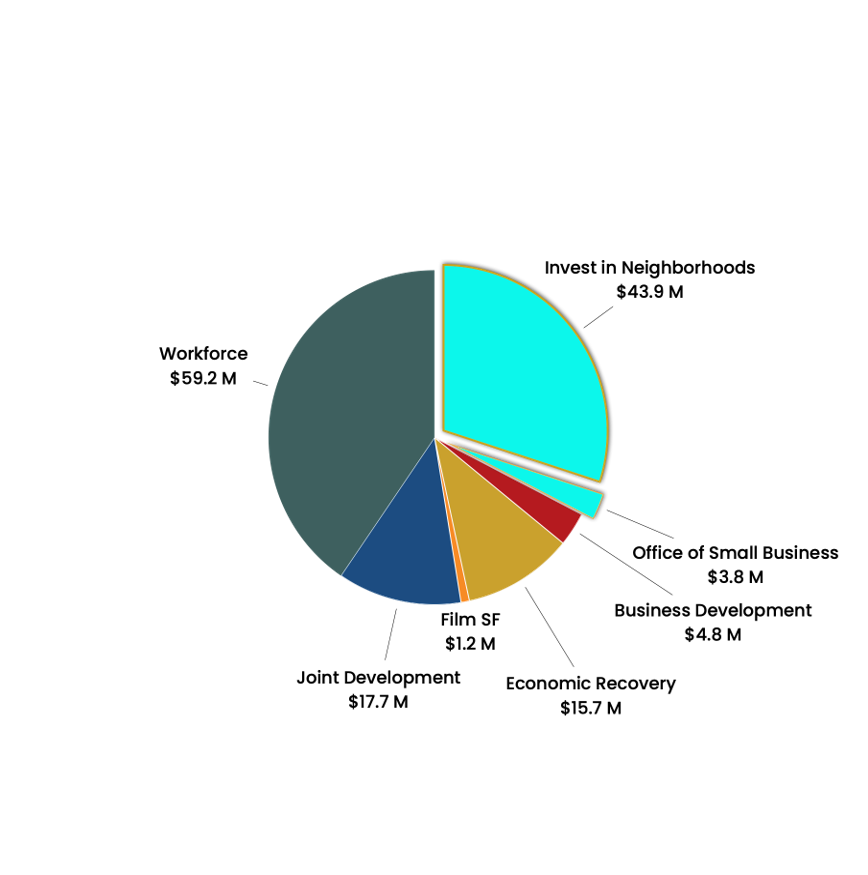 Invest in Neighborhoods
$43.9 M
Workforce
$59.2 M
Office of Small Business
$3.8 M
Business Development
$4.8 M
Film SF
$1.2 M
Joint Development
$17.7 M
Economic Recovery
$15.7 M